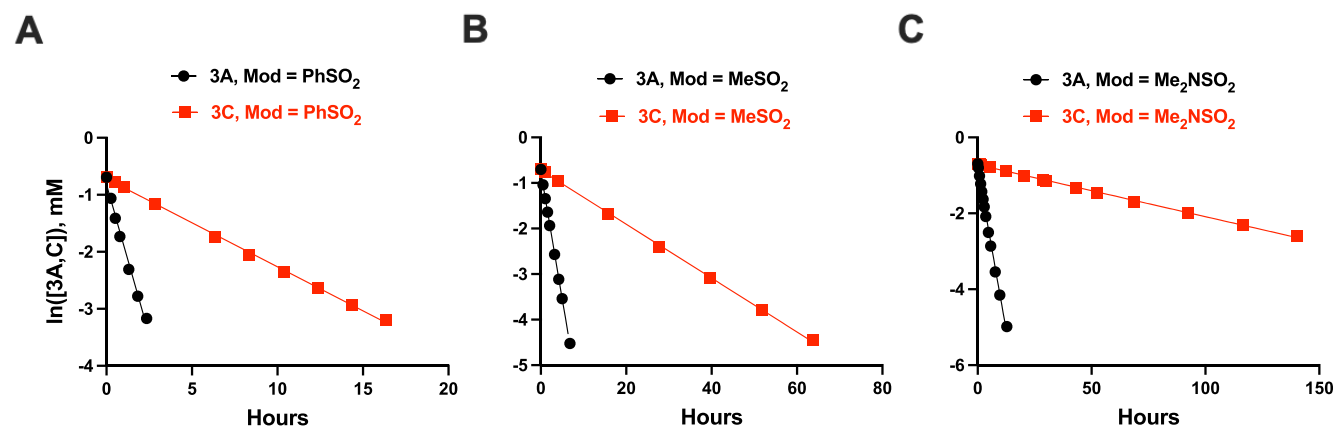 A
3A, Mod = PhSO₂
3C, Mod = PhSO₂
ln([3A,C]), mM
0
-1
-2
-3
-4
0 5 10 15 20
Hours
B
3A, Mod = MeSO₂
3C, Mod = MeSO₂
0
-1
-2
-3
-4
-5
0 20 40 60 80
Hours
C
3A, Mod = Me₂NSO₂
3C, Mod = Me₂NSO₂
0
-2
-4
-6
0 50 100 150
Hours